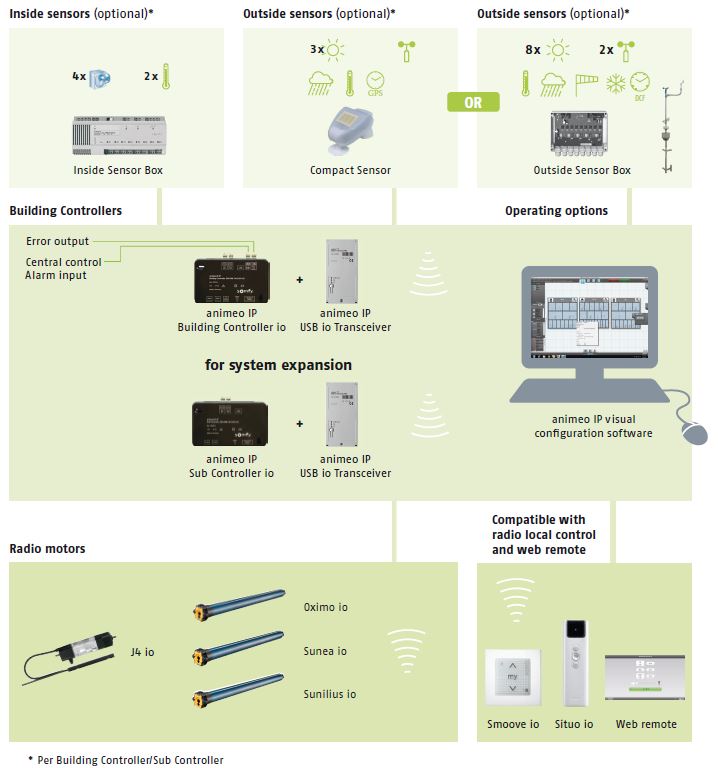 Inside sensors (optional)*
Outside sensors (optional)*
Outside sensors (optional)*
4x
2x
Inside Sensor Box
3x
GPS
Compact Sensor
OR
8x
2x
DCF
Outside Sensor Box
Building Controllers
Operating options
Error output
Central control
Alarm input
somfy
+
animeo IP
Building Controller io
animeo IP
USB io Transceiver
for system expansion
somfy
+
animeo IP
Sub Controller io
animeo IP
USB io Transceiver
animeo IP visual
configuration software
Radio motors
Compatible with
radio local control
and web remote
J4 io
Oximo io
Sunea io
Sunilius io
my
Smoove io
Situo io
Web remote
* Per Building Controller/Sub Controller